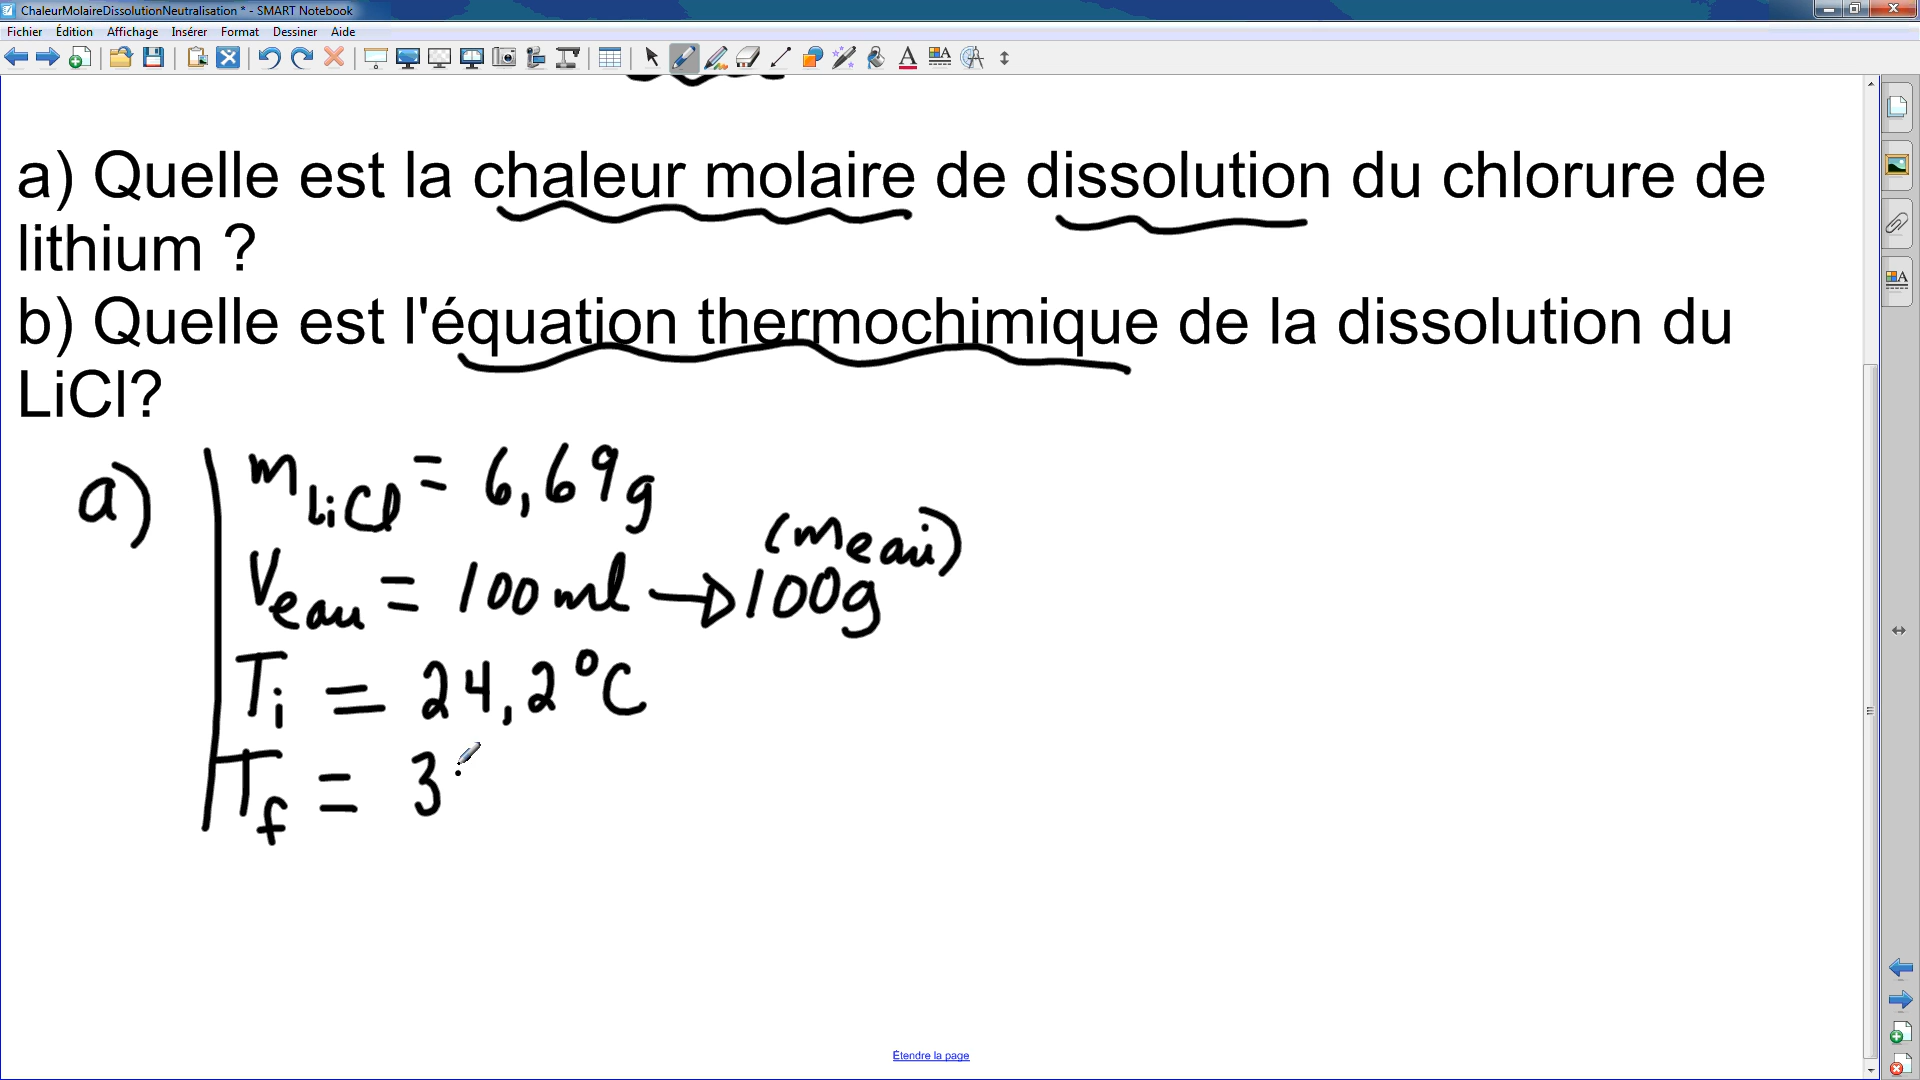 ChaleurMolaireDissolutionNeutralisation * - SMART Notebook
Fichier Édition Affichage Insérer Format Dessiner Aide
a) Quelle est la chaleur molaire de dissolution du chlorure de
lithium ?
b) Quelle est l'équation thermochimique de la dissolution du
LiCl?
a) m LiCl = 6,69g
(m eau)
V eau = 100 ml → 100g
Ti = 24,2°C
Tf = 3
Étendre la page